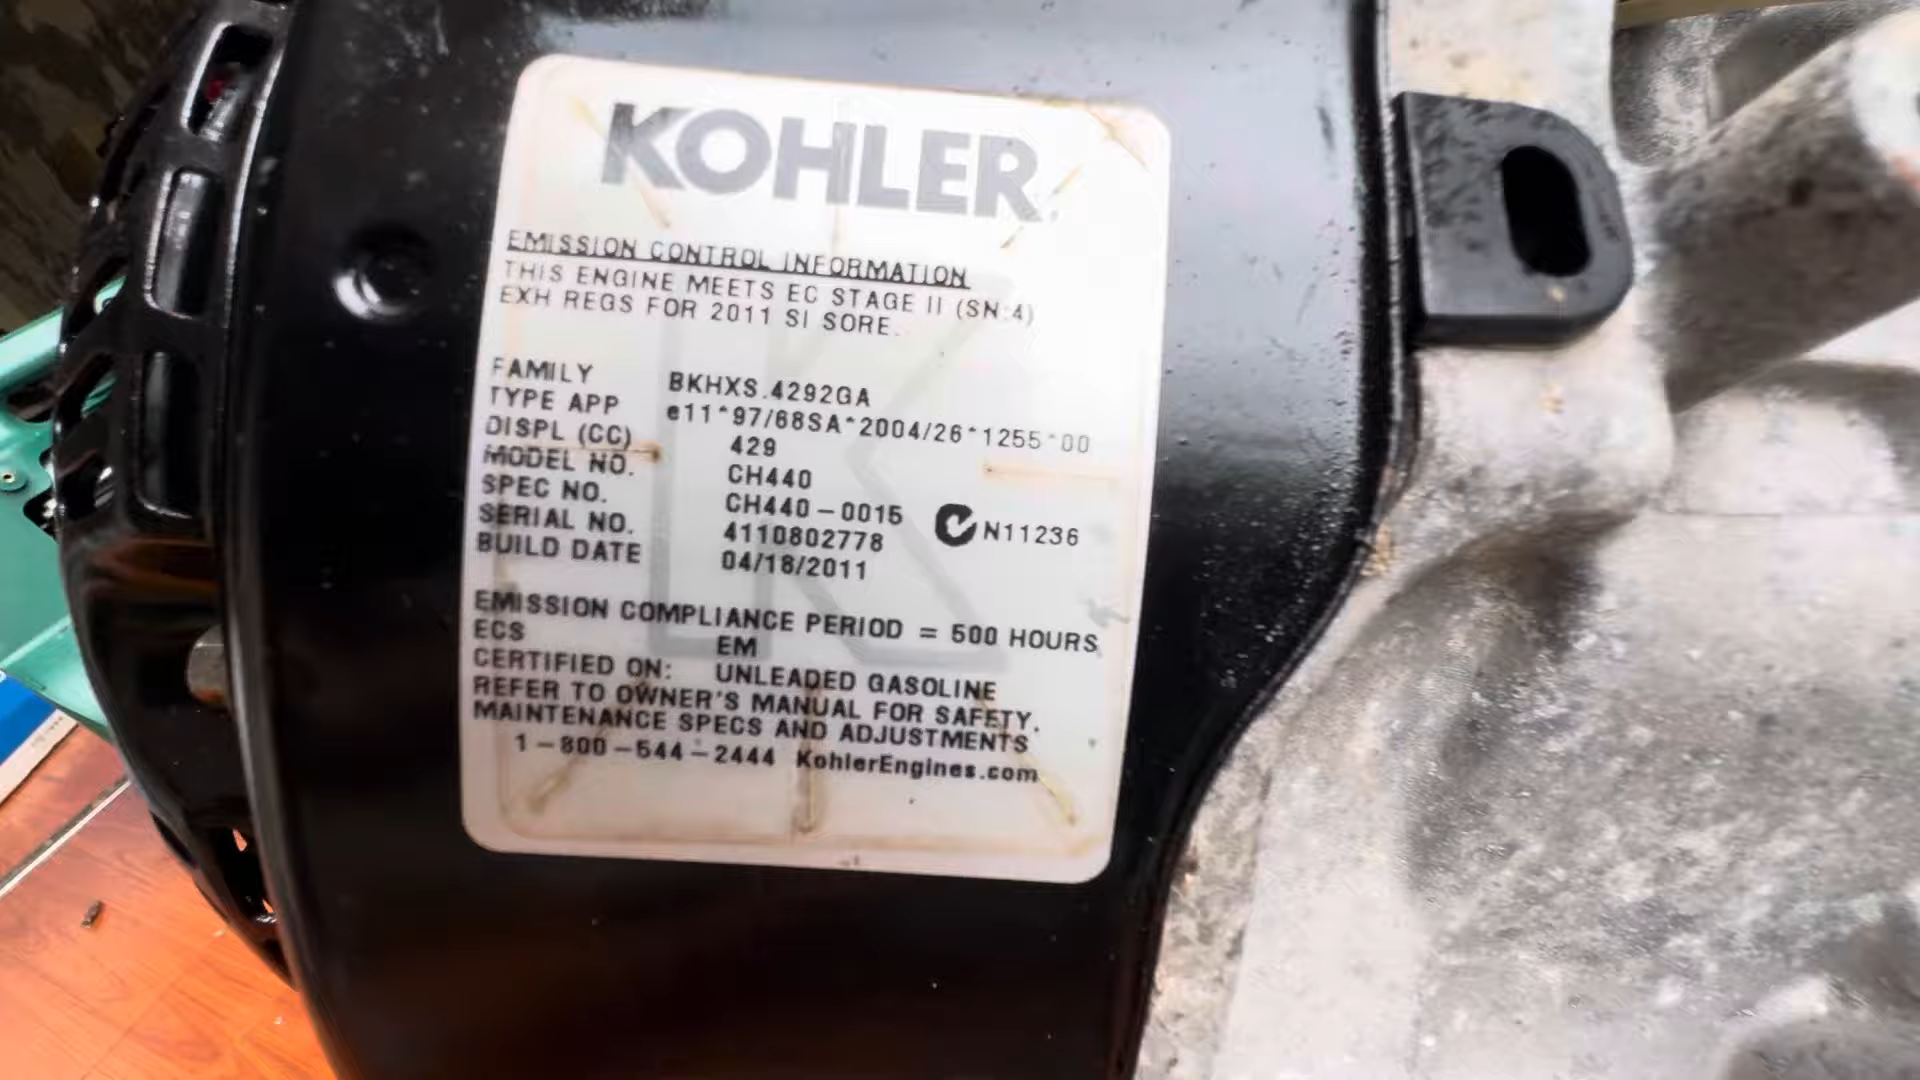 KOHLER
EMISSION CONTROL INFORMATION
THIS ENGINE MEETS EC STAGE II (SN:4)
EXH REGS FOR 2011 SI SORE.
FAMILY BKHXS.4292GA
TYPE APP e11*97/68SA*2004/26*1255*00
DISPL (CC) 429
MODEL NO. CH440
SPEC NO. CH440-0015
SERIAL NO. 4110802778 N11236
BUILD DATE 04/18/2011
EMISSION COMPLIANCE PERIOD = 500 HOURS
ECS EM
CERTIFIED ON: UNLEADED GASOLINE
REFER TO OWNER'S MANUAL FOR SAFETY,
MAINTENANCE SPECS AND ADJUSTMENTS
1-800-544-2444 KohlerEngines.com